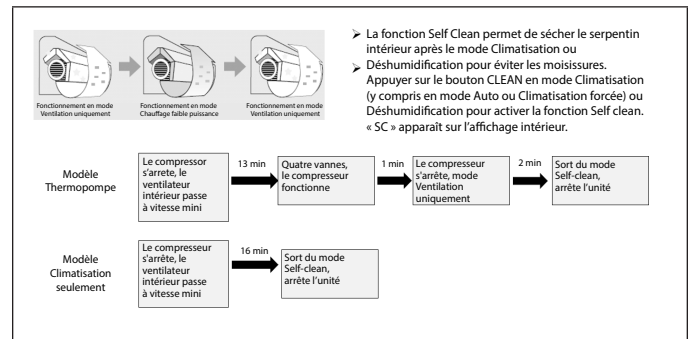 ➢ La fonction Self Clean permet de sécher le serpentin
intérieur après le mode Climatisation ou
➢ Déshumidification pour éviter les moisissures.
Appuyer sur le bouton CLEAN en mode Climatisation
(y compris en mode Auto ou Climatisation forcée) ou
Déshumidification pour activer la fonction Self clean.
« SC » apparaît sur l'affichage intérieur.
Fonctionnement en mode
Ventilation uniquement
Fonctionnement en mode
Chauffage faible puissance
Fonctionnement en mode
Ventilation uniquement
Modèle
Thermopompe
Le compressor
s'arrete, le
ventilateur
intérieur passe
à vitesse mini
13 min
Quatre vannes,
le compresseur
fonctionne
1 min
Le compresseur
s'arrête, mode
Ventilation
uniquement
2 min
Sort du mode
Self-clean,
arrête l'unité
Modèle
Climatisation
seulement
Le compresseur
s'arrête, le
ventilateur
intérieur passe
à vitesse mini
16 min
Sort du mode
Self-clean,
arrête l'unité